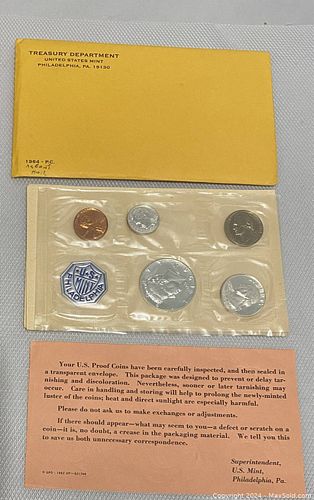 TREASURY DEPARTMENT
UNITED STATES MINT
PHILADELPHIA, PA. 19130
1964 - P.C.
U.S.
MINT
PHILADELPHIA
Your U.S. Proof Coins have been carefully inspected, and then sealed in
a transparent envelope. This package was designed to prevent or delay tar-
nishing and discoloration. Nevertheless, sooner or later tarnishing may
occur. Care in handling and storing will help to prolong the newly-minted
luster of the coins; heat and direct sunlight are especially harmful.
Please do not ask us to make exchanges or adjustments.
If there should appear—what may seem to you—a defect or scratch on a
coin—it is, no doubt, a crease in the packaging material. We tell you this
to save us both unnecessary correspondence.
Superintendent,
U.S. Mint,
Philadelphia, Pa.
Copyright 2024 - MaxSold.com